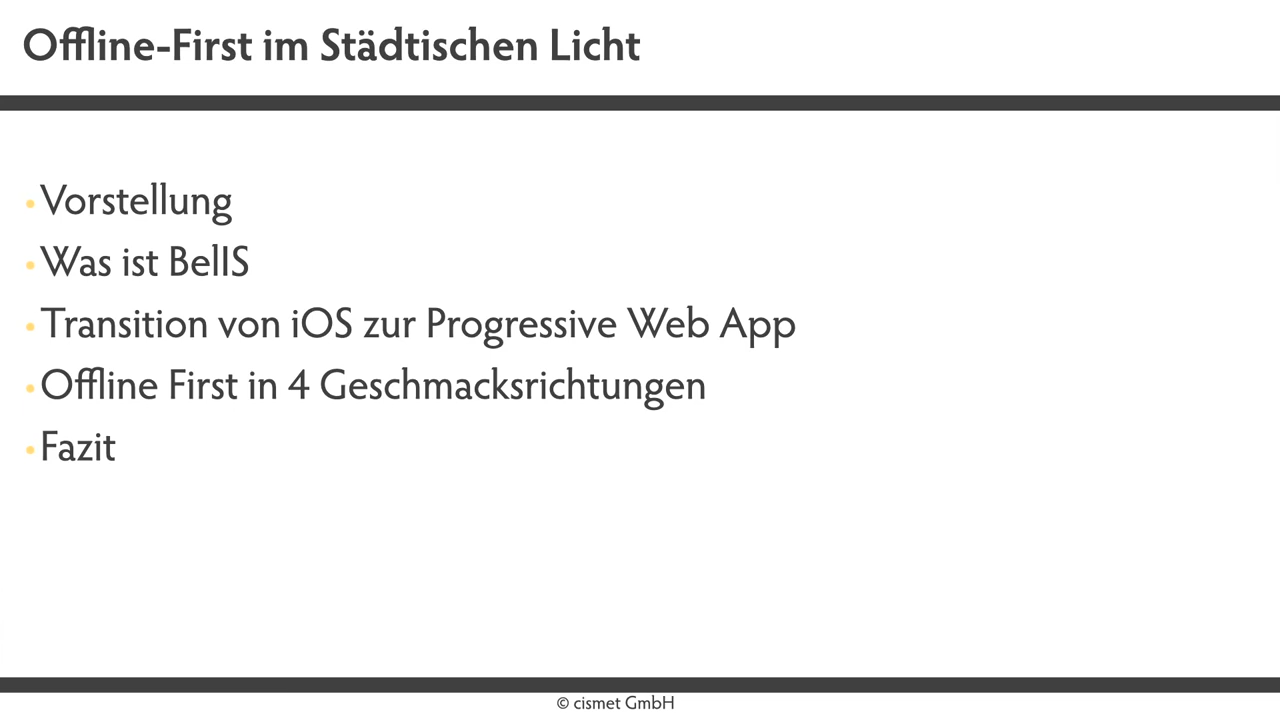 Offline-First im Städtischen Licht
• Vorstellung
• Was ist BelIS
• Transition von iOS zur Progressive Web App
• Offline First in 4 Geschmacksrichtungen
• Fazit
© cismet GmbH